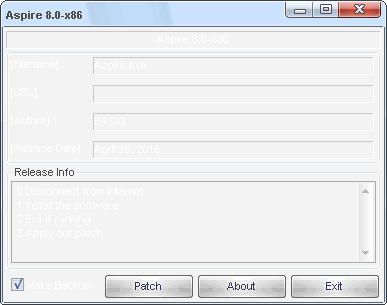 Aspire 8.0-x86
Aspire 8.0-x86
[Filename] Aspire.exe
[URL]
[Author] BASiQ
[Release Date] April 26, 2016
Release Info
0 Disconnect from internet
1 Install the software
2 Exit if running
3 Apply our patch
Make Backup Patch About Exit